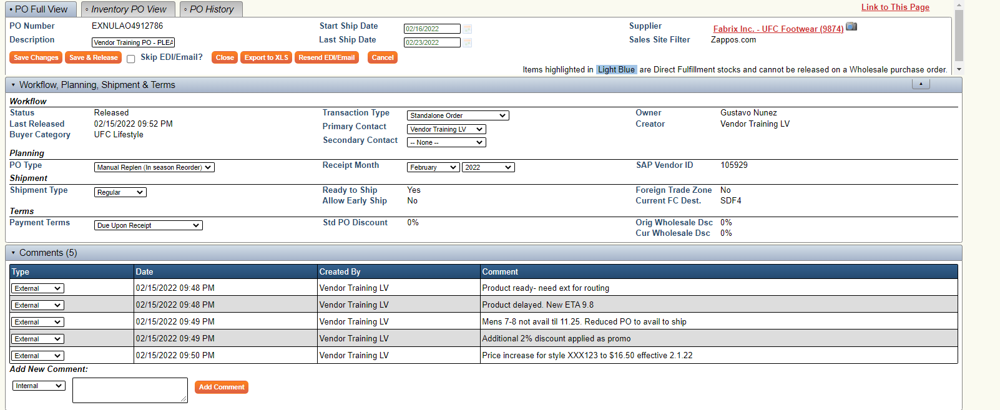 • PO Full View ◦ Inventory PO View ◦ PO History Link to This Page
PO Number EXNULAO4912786 Start Ship Date 02/16/2022 Supplier Fabrix Inc. - UFC Footwear (9874)
Description Vendor Training PO - PLEA Last Ship Date 02/23/2022 Sales Site Filter Zappos.com
Save Changes Save & Release Skip EDI/Email? Close Export to XLS Resend EDI/Email Cancel
Items highlighted in Light Blue are Direct Fulfillment stocks and cannot be released on a Wholesale purchase order.
Workflow, Planning, Shipment & Terms
Workflow
Status Released Transaction Type Standalone Order Owner Gustavo Nunez
Last Released 02/15/2022 09:52 PM Primary Contact Vendor Training LV Creator Vendor Training LV
Buyer Category UFC Lifestyle Secondary Contact -- None --
Planning
PO Type Manual Replen (In season Reorder) Receipt Month February 2022 SAP Vendor ID 105929
Shipment
Shipment Type Regular Ready to Ship Yes Foreign Trade Zone No
Allow Early Ship No Current FC Dest. SDF4
Terms
Payment Terms Due Upon Receipt Std PO Discount 0% Orig Wholesale Dsc 0%
Cur Wholesale Dsc 0%
Comments (5)
Type Date Created By Comment
External 02/15/2022 09:48 PM Vendor Training LV Product ready- need ext for routing
External 02/15/2022 09:48 PM Vendor Training LV Product delayed. New ETA 9.8
External 02/15/2022 09:49 PM Vendor Training LV Mens 7-8 not avail til 11.25. Reduced PO to avail to ship
External 02/15/2022 09:49 PM Vendor Training LV Additional 2% discount applied as promo
External 02/15/2022 09:50 PM Vendor Training LV Price increase for style XXX123 to $16.50 effective 2.1.22
Add New Comment:
Internal Add Comment